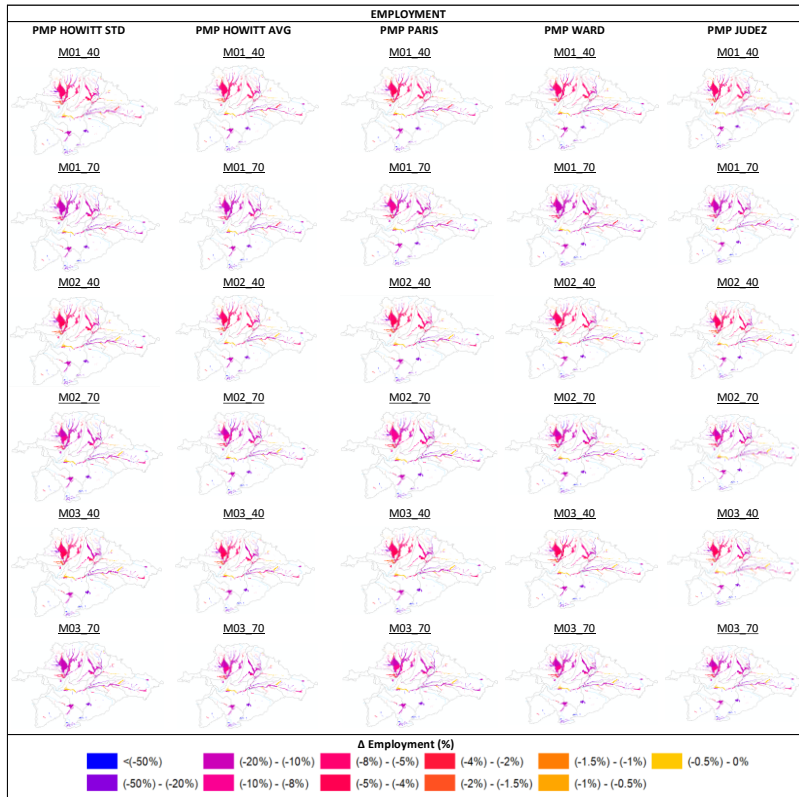 EMPLOYMENT
PMP HOWITT STD PMP HOWITT AVG PMP PARIS PMP WARD PMP JUDEZ
M01_40 M01_40 M01_40 M01_40 M01_40
M01_70 M01_70 M01_70 M01_70 M01_70
M02_40 M02_40 M02_40 M02_40 M02_40
M02_70 M02_70 M02_70 M02_70 M02_70
M03_40 M03_40 M03_40 M03_40 M03_40
M03_70 M03_70 M03_70 M03_70 M03_70
Δ Employment (%)
<(-50%) (-20%) - (-10%) (-8%) - (-5%) (-4%) - (-2%) (-1.5%) - (-1%) (-0.5%) - 0%
(-50%) - (-20%) (-10%) - (-8%) (-5%) - (-4%) (-2%) - (-1.5%) (-1%) - (-0.5%)